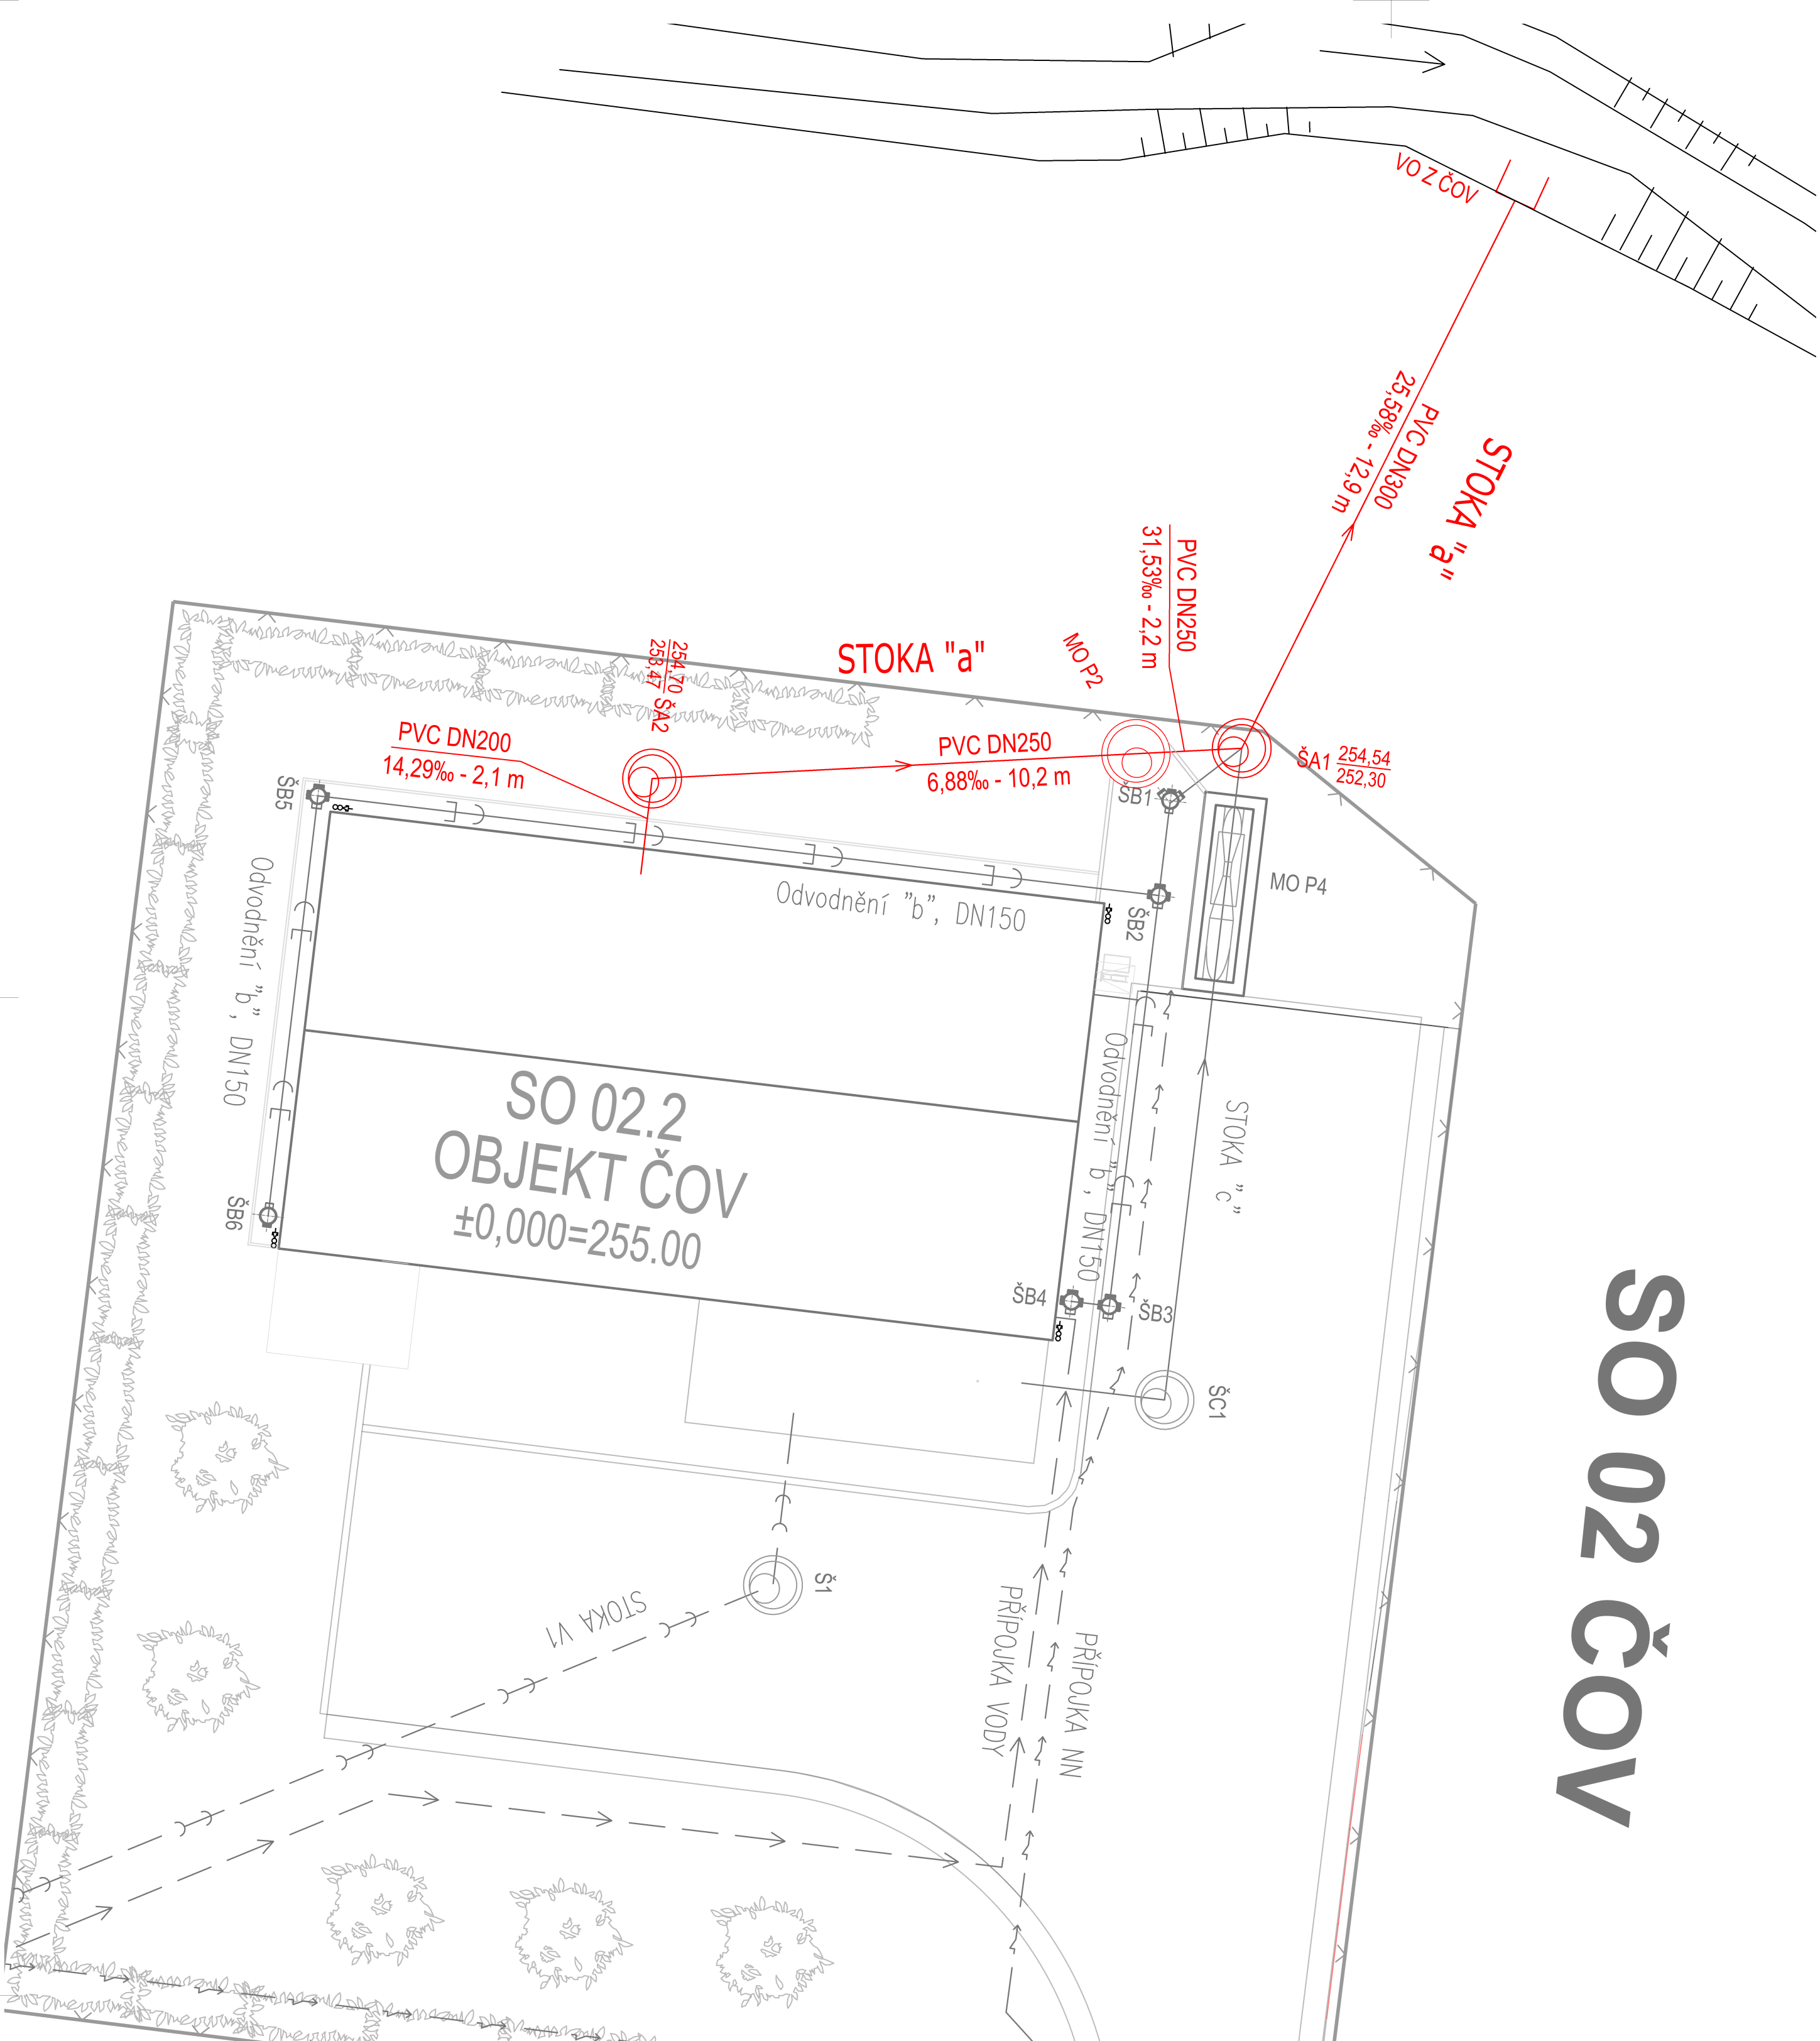 VO Z ČOV
PVC DN300
25,58‰ - 12,9 m
STOKA "a"
PVC DN250
31,53‰ - 2,2 m
MO P2
STOKA "a"
254,70
253,47
ŠA2
PVC DN200
14,29‰ - 2,1 m
PVC DN250
6,88‰ - 10,2 m
ŠA1
254,54
252,30
ŠB5
ŠB1
MO P4
Odvodnění "b", DN150
ŠB2
Odvodnění "b", DN150
Odvodnění "b", DN150
STOKA "c"
SO 02.2
OBJEKT ČOV
±0,000=255.00
ŠB6
ŠB4
ŠB3
ŠC1
Š1
STOKA V1
PŘÍPOJKA VODY
PŘÍPOJKA NN
SO 02 ČOV